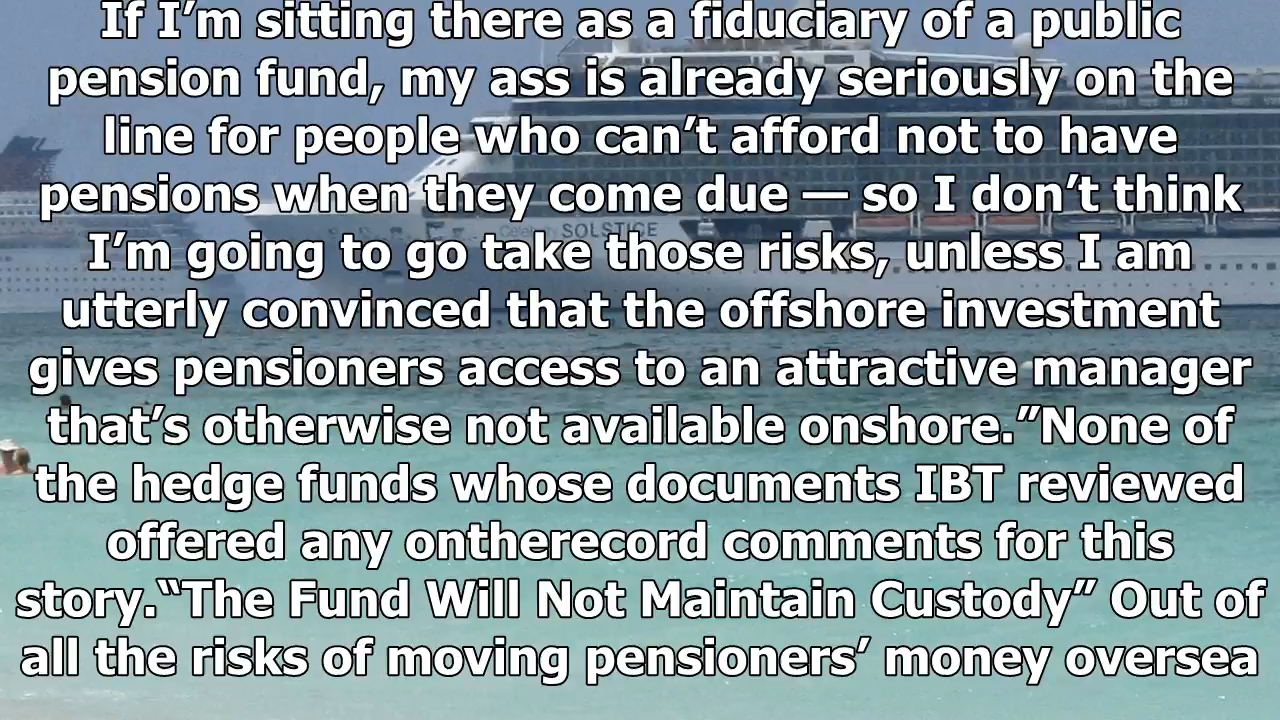 If I’m sitting there as a fiduciary of a public
pension fund, my ass is already seriously on the
line for people who can’t afford not to have
pensions when they come due — so I don’t think
I’m going to go take those risks, unless I am
utterly convinced that the offshore investment
gives pensioners access to an attractive manager
that’s otherwise not available onshore.”None of
the hedge funds whose documents IBT reviewed
offered any ontherecord comments for this
story.“The Fund Will Not Maintain Custody” Out of
all the risks of moving pensioners’ money oversea
Celebrity SOLSTICE